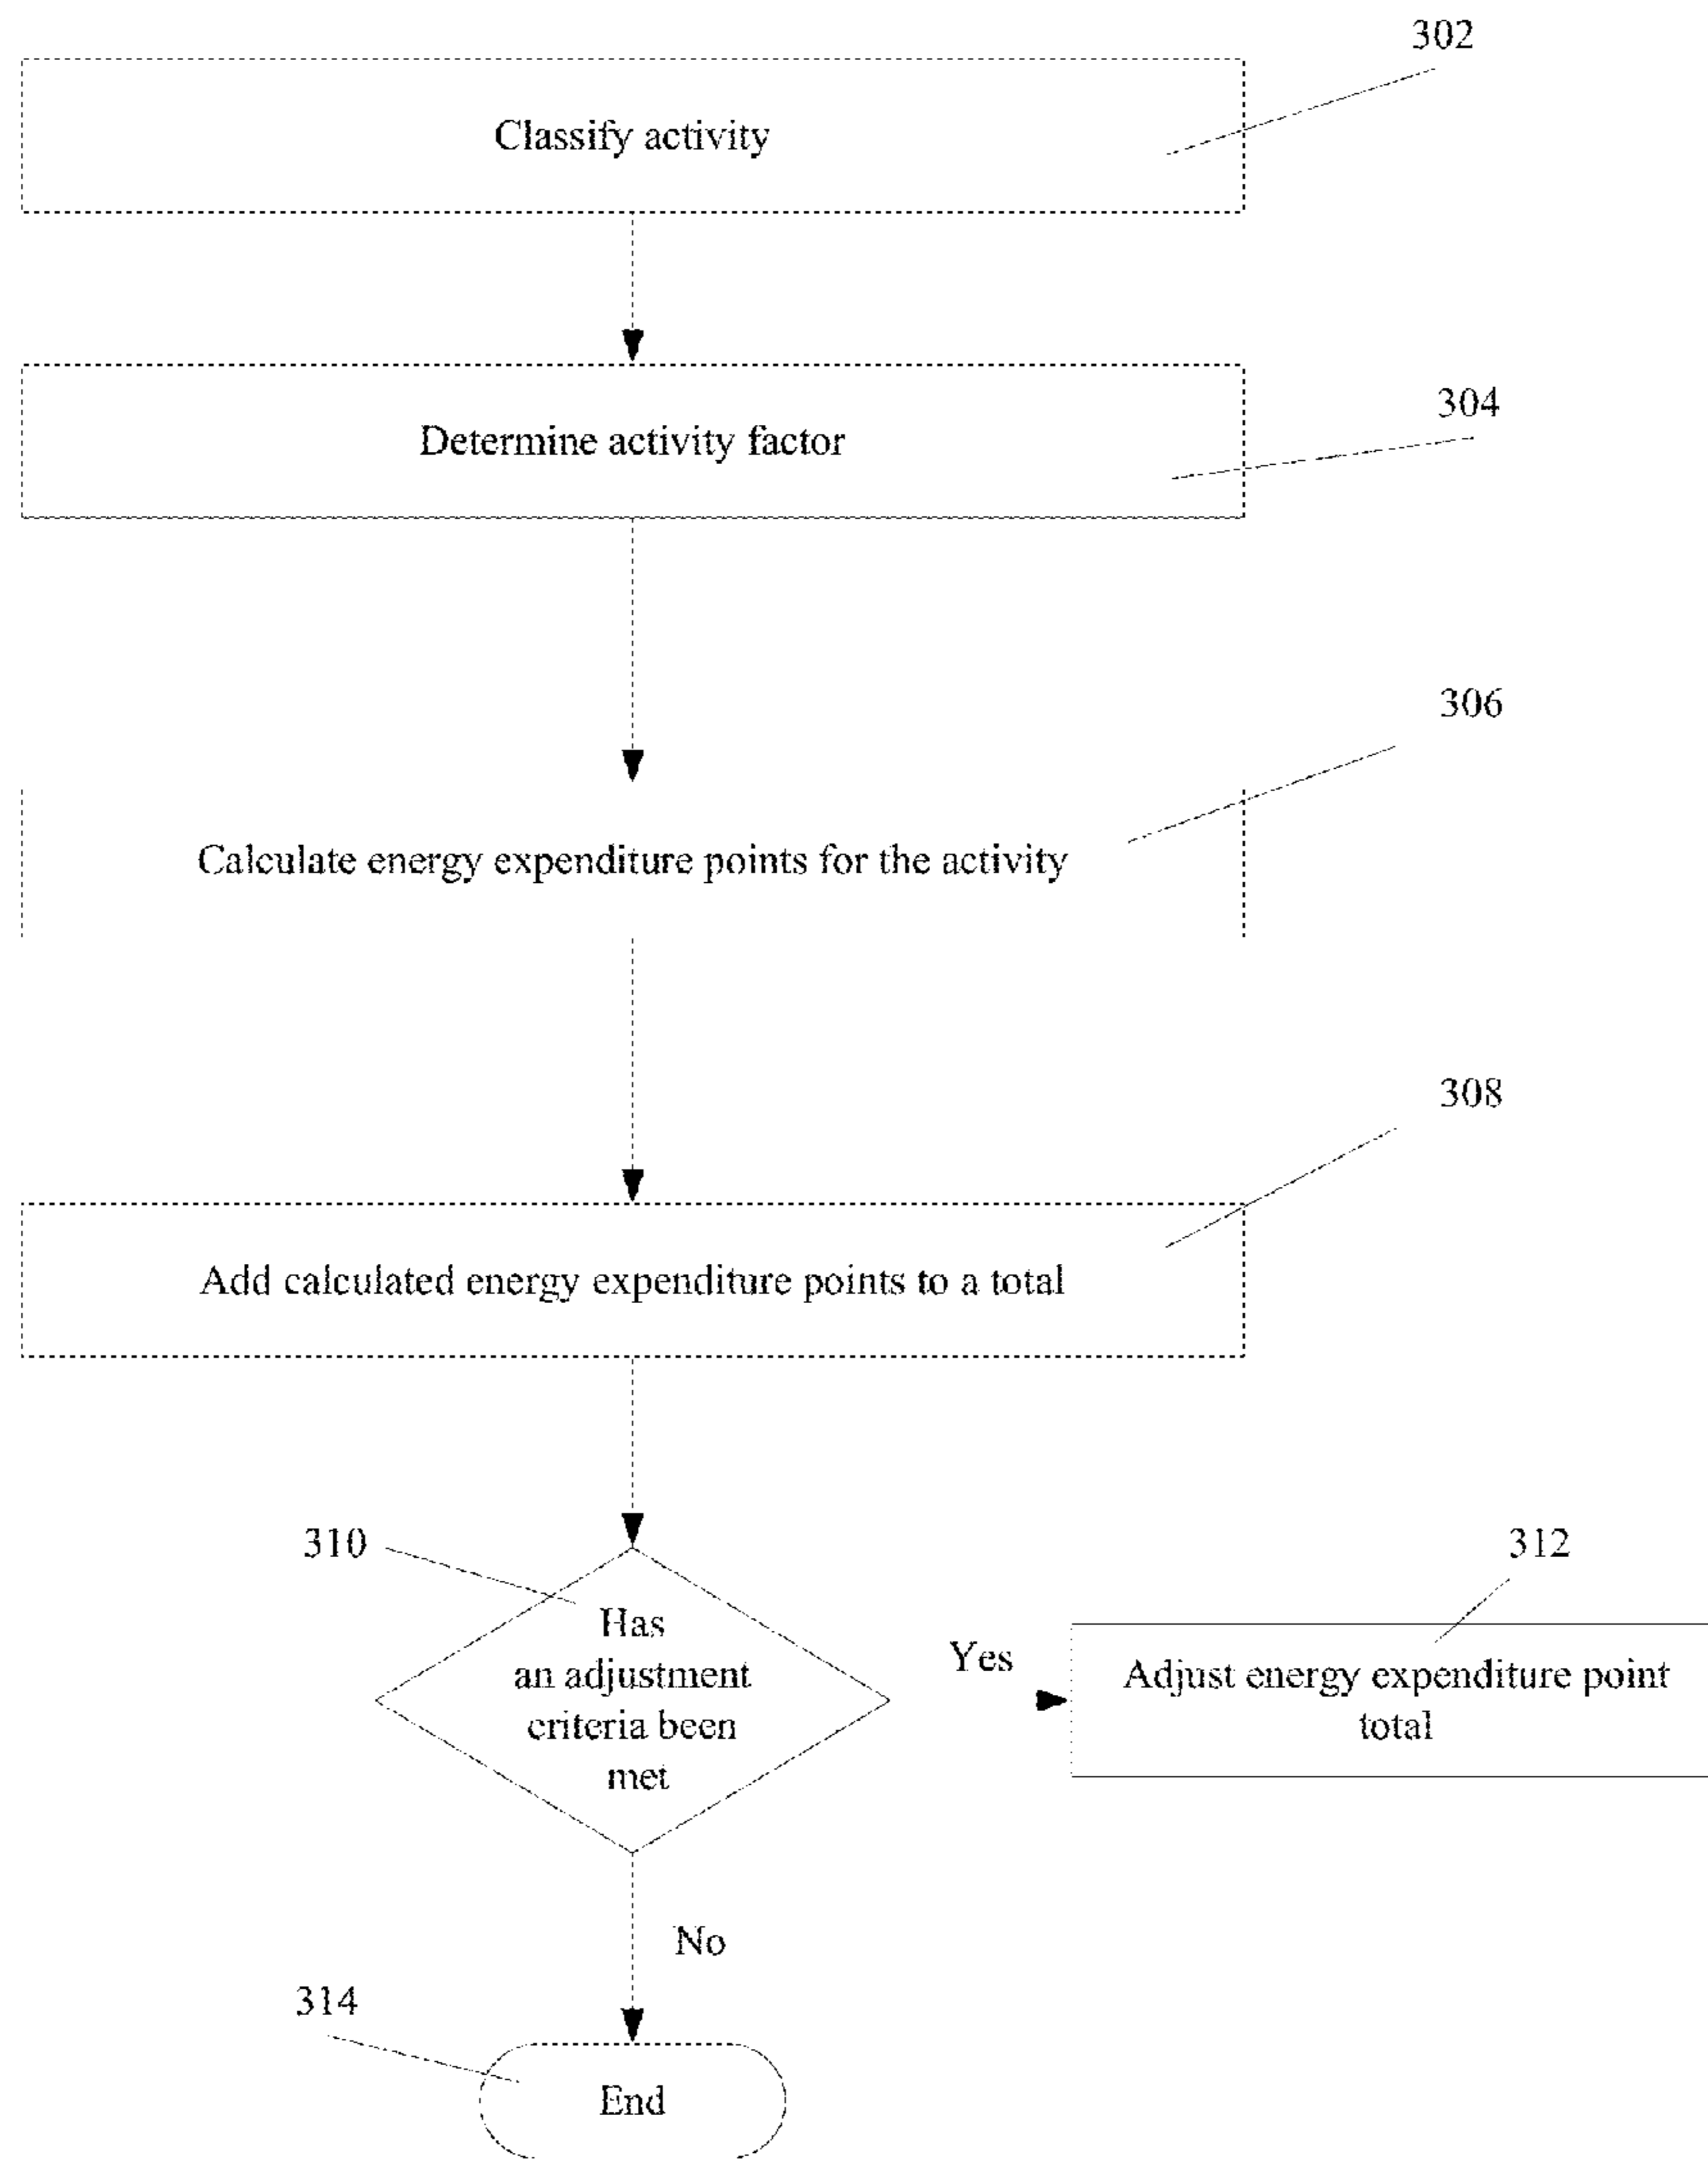 302
Classify activity
304
Determine activity factor
306
Calculate energy expenditure points for the activity
308
Add calculated energy expenditure points to a total
310
Has
an adjustment
criteria been
met
Yes
312
Adjust energy expenditure point
total
No
314
End